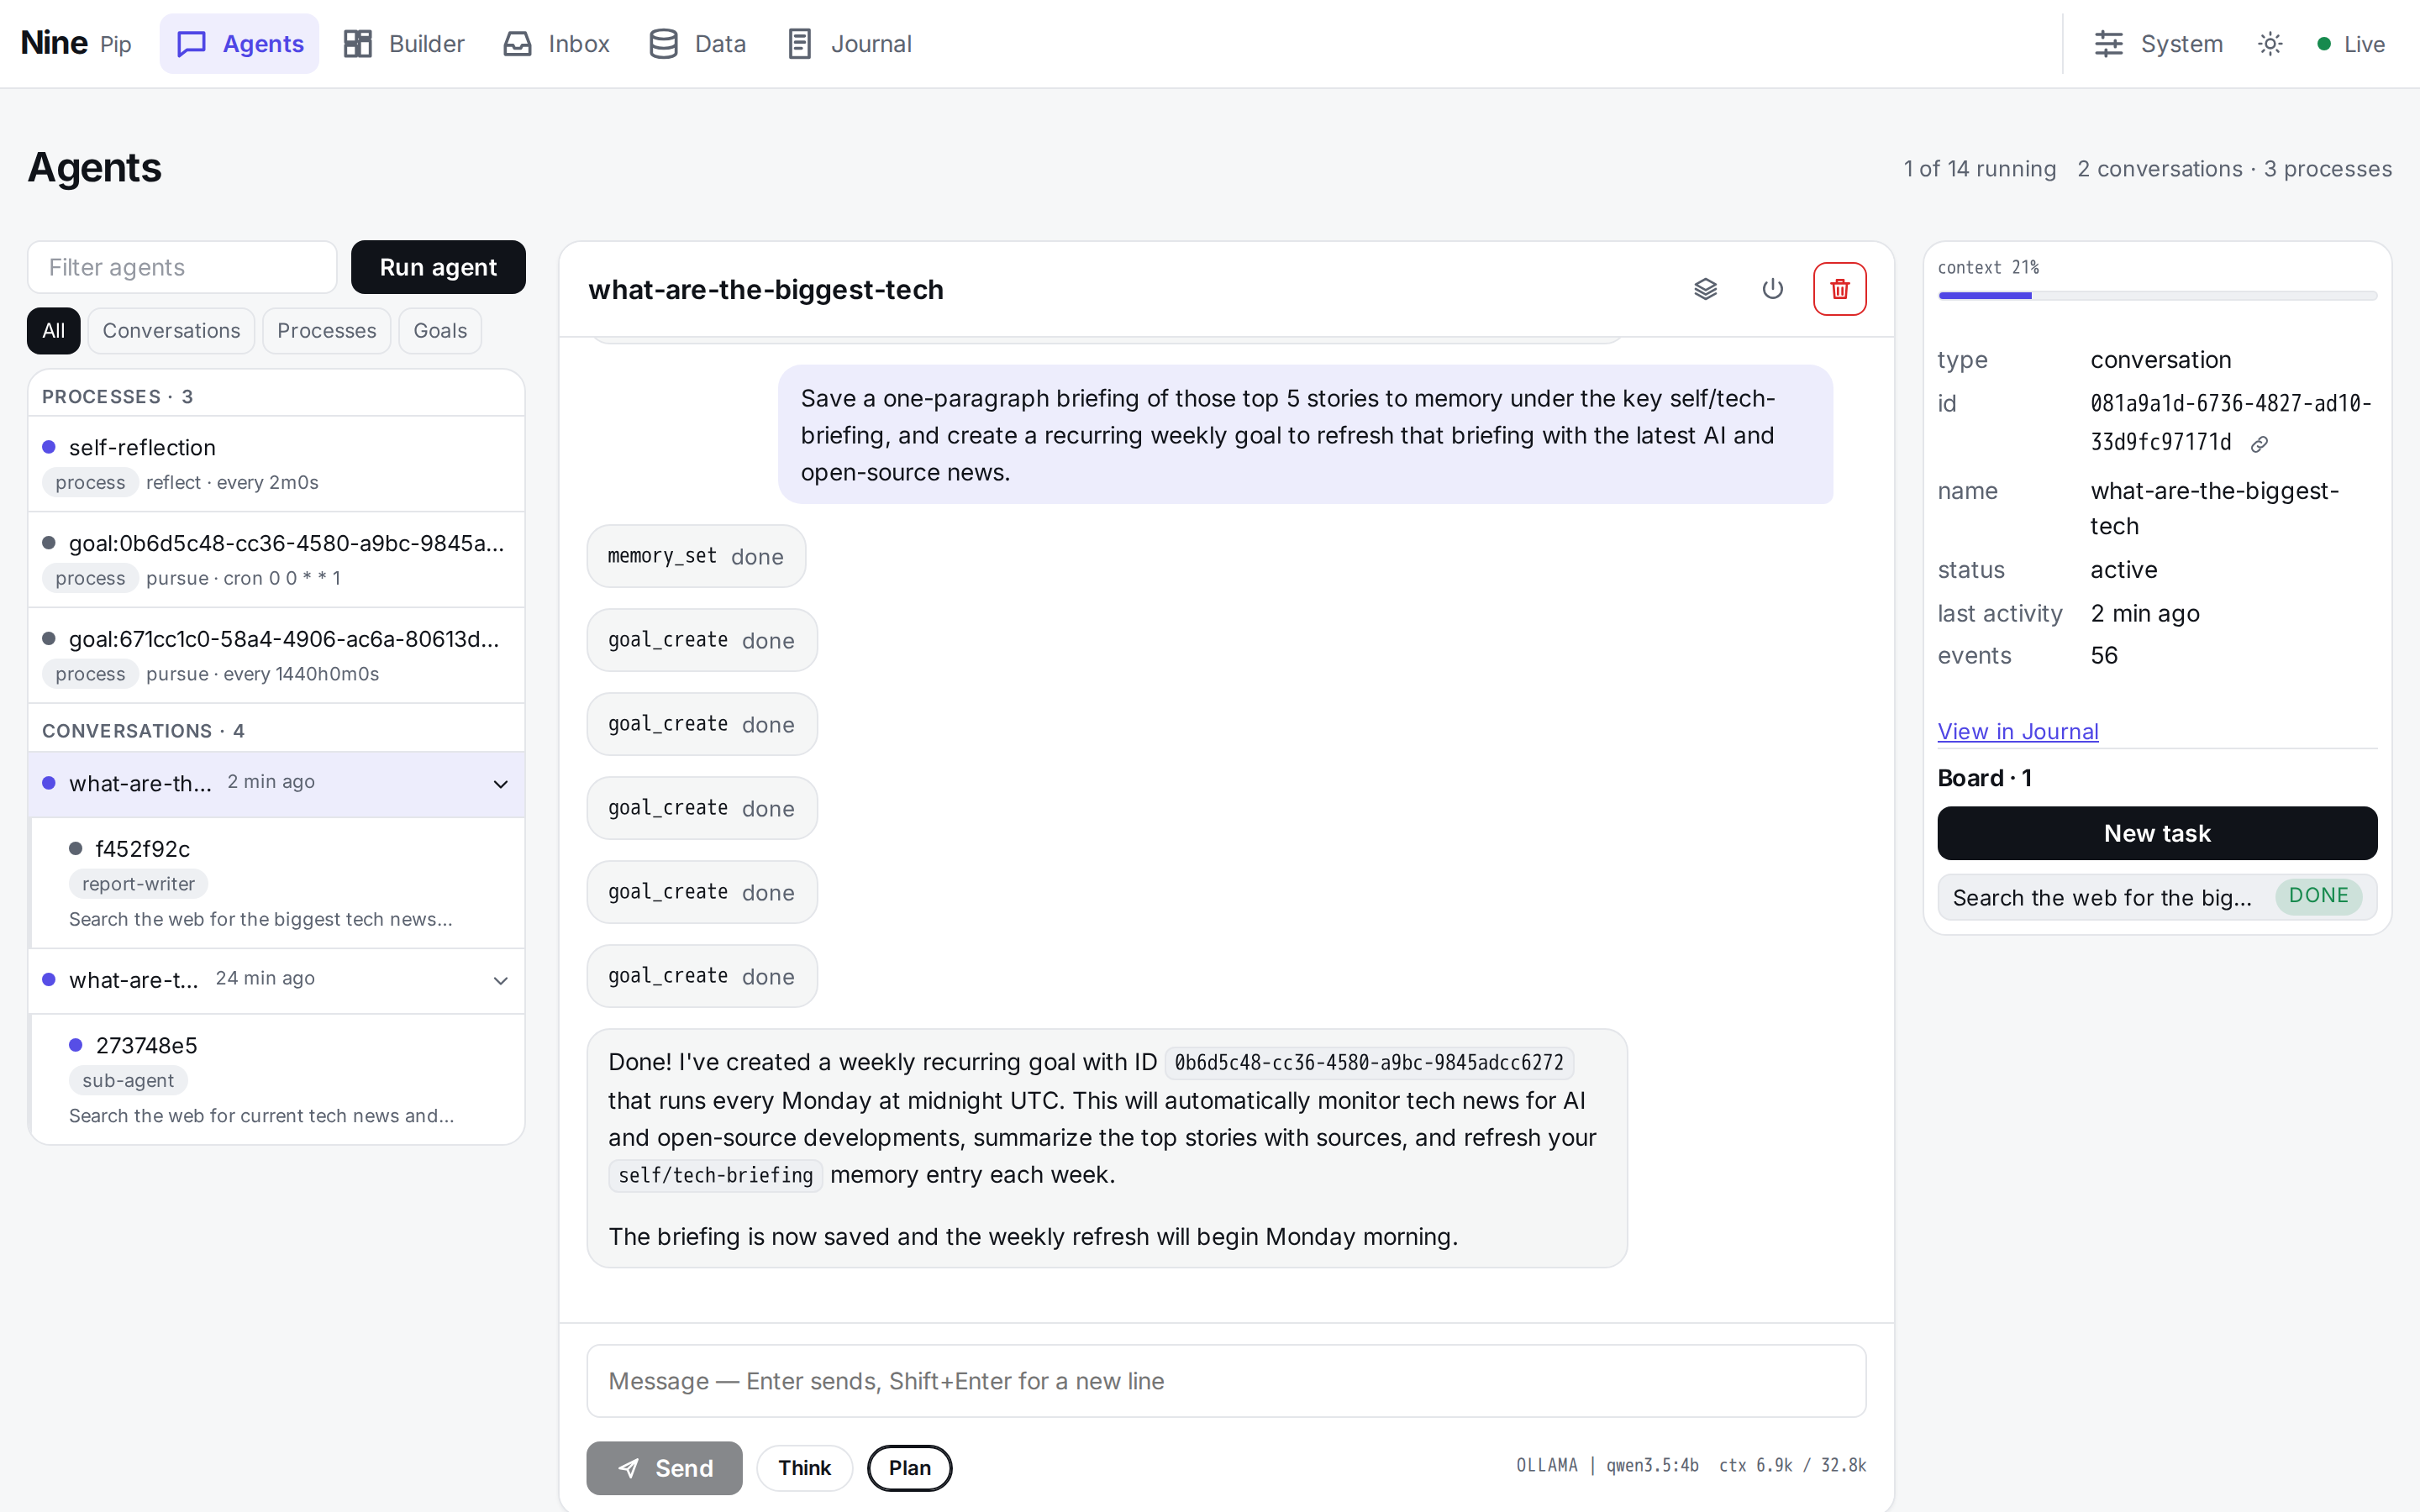 Nine Pip Agents Builder Inbox Data Journal System Live
Agents
1 of 14 running 2 conversations · 3 processes
Filter agents Run agent
All Conversations Processes Goals
PROCESSES · 3
self-reflection
process reflect · every 2m0s
goal:0b6d5c48-cc36-4580-a9bc-9845a...
process pursue · cron 0 0 * * 1
goal:671cc1c0-58a4-4906-ac6a-80613d...
process pursue · every 1440h0m0s
CONVERSATIONS · 4
what-are-th... 2 min ago
f452f92c
report-writer
Search the web for the biggest tech news...
what-are-t... 24 min ago
273748e5
sub-agent
Search the web for current tech news and...
what-are-the-biggest-tech
Save a one-paragraph briefing of those top 5 stories to memory under the key self/tech-
briefing, and create a recurring weekly goal to refresh that briefing with the latest AI and
open-source news.
memory_set done
goal_create done
goal_create done
goal_create done
goal_create done
goal_create done
Done! I've created a weekly recurring goal with ID 0b6d5c48-cc36-4580-a9bc-9845adcc6272
that runs every Monday at midnight UTC. This will automatically monitor tech news for AI
and open-source developments, summarize the top stories with sources, and refresh your
self/tech-briefing memory entry each week.
The briefing is now saved and the weekly refresh will begin Monday morning.
Message — Enter sends, Shift+Enter for a new line
Send Think Plan OLLAMA | qwen3.5:4b ctx 6.9k / 32.8k
context 21%
type conversation
id 081a9a1d-6736-4827-ad10-
33d9fc97171d
name what-are-the-biggest-
tech
status active
last activity 2 min ago
events 56
View in Journal
Board · 1
New task
Search the web for the big... DONE